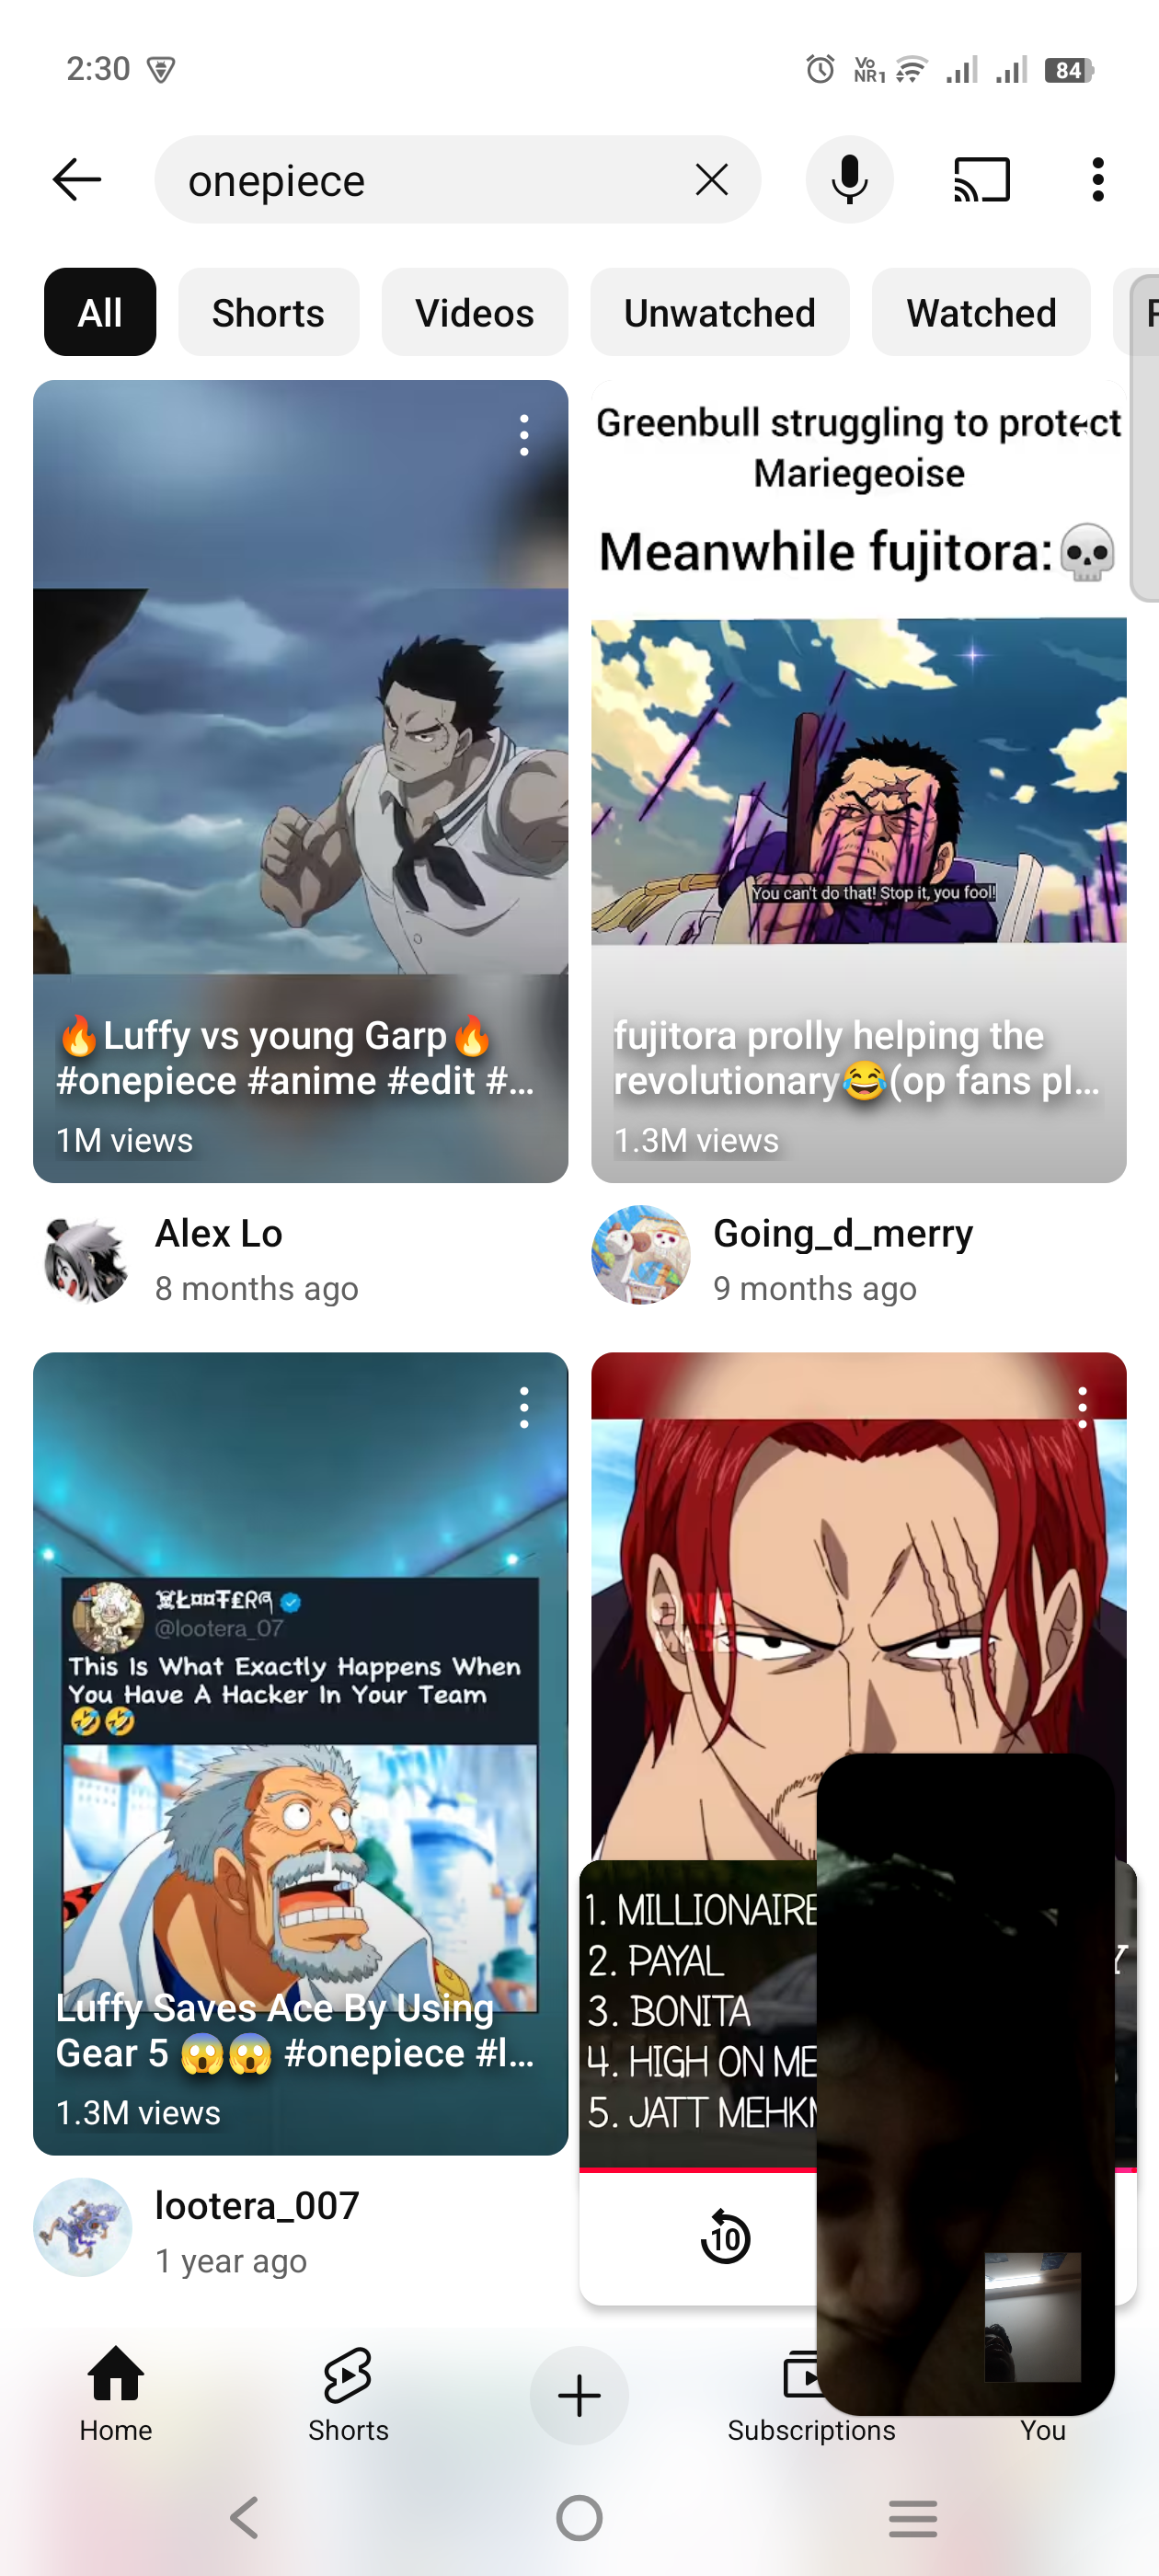 2:30
Vo
NR1
84
onepiece
All
Shorts
Videos
Unwatched
Watched
Greenbull struggling to protect
Mariegeoise
Meanwhile fujitora:💀
You can't do that! Stop it, you fool!
🔥Luffy vs young Garp🔥
#onepiece #anime #edit #...
1M views
fujitora prolly helping the
revolutionary😂(op fans pl...
1.3M views
Alex Lo
8 months ago
Going_d_merry
9 months ago
@lootera_07
This Is What Exactly Happens When
You Have A Hacker In Your Team
🤣🤣
Luffy Saves Ace By Using
Gear 5 😱😱 #onepiece #l...
1.3M views
1. MILLIONAIRE
2. PAYAL
3. BONITA
4. HIGH ON ME
5. JATT
lootera_007
1 year ago
10
Home
Shorts
Subscriptions
You